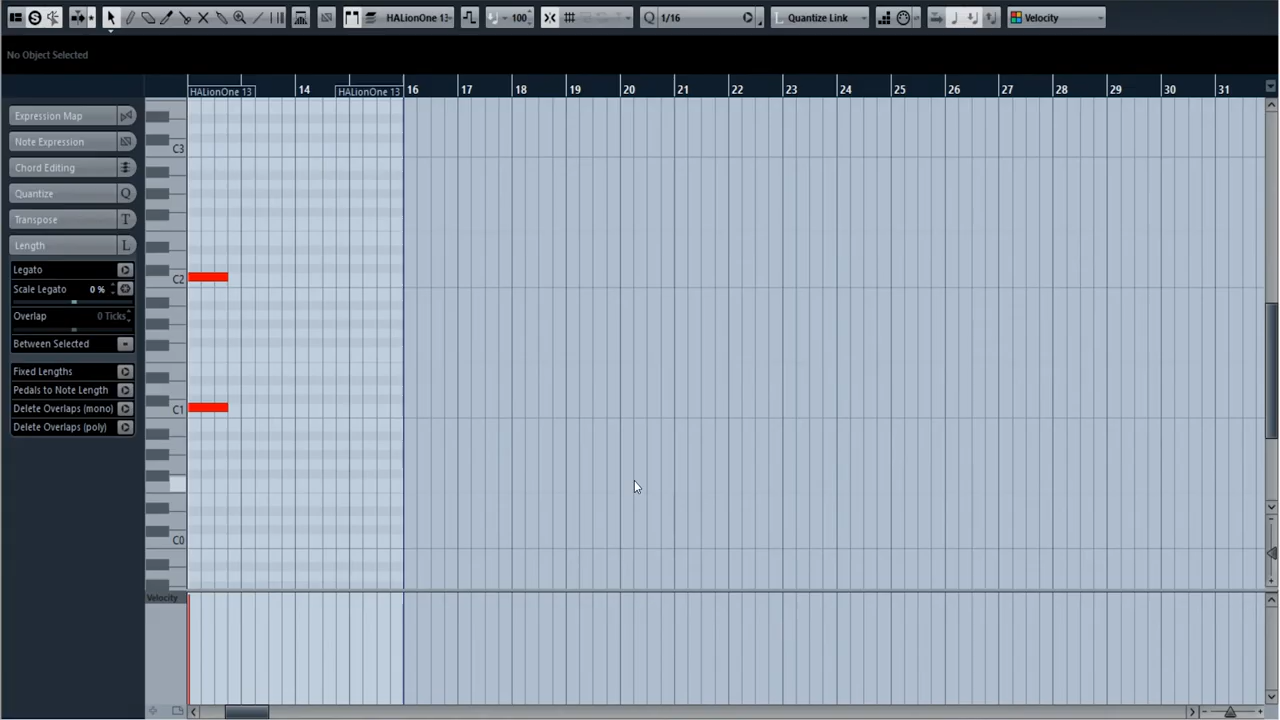 HALionOne 13 100 Q 1/16 Quantize Link Velocity
No Object Selected
HALionOne 13 14 HALionOne 13 16 17 18 19 20 21 22 23 24 25 26 27 28 29 30 31
Expression Map
Note Expression
Chord Editing
Quantize Q
Transpose T
Length L
Legato
Scale Legato 0 %
Overlap 0 Ticks
Between Selected
Fixed Lengths
Pedals to Note Length
Delete Overlaps (mono)
Delete Overlaps (poly)
C3
C2
C1
C0
Velocity